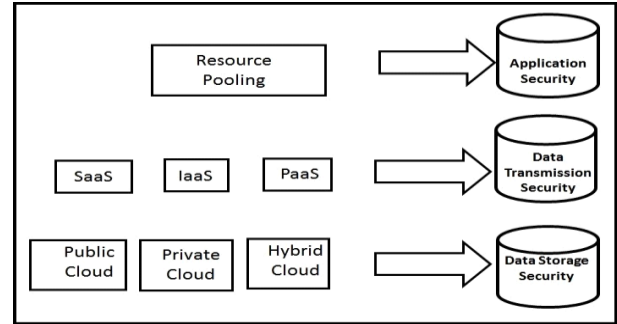 Resource
Pooling
Application
Security
SaaS
IaaS
PaaS
Data
Transmission
Security
Public
Cloud
Private
Cloud
Hybrid
Cloud
Data Storage
Security